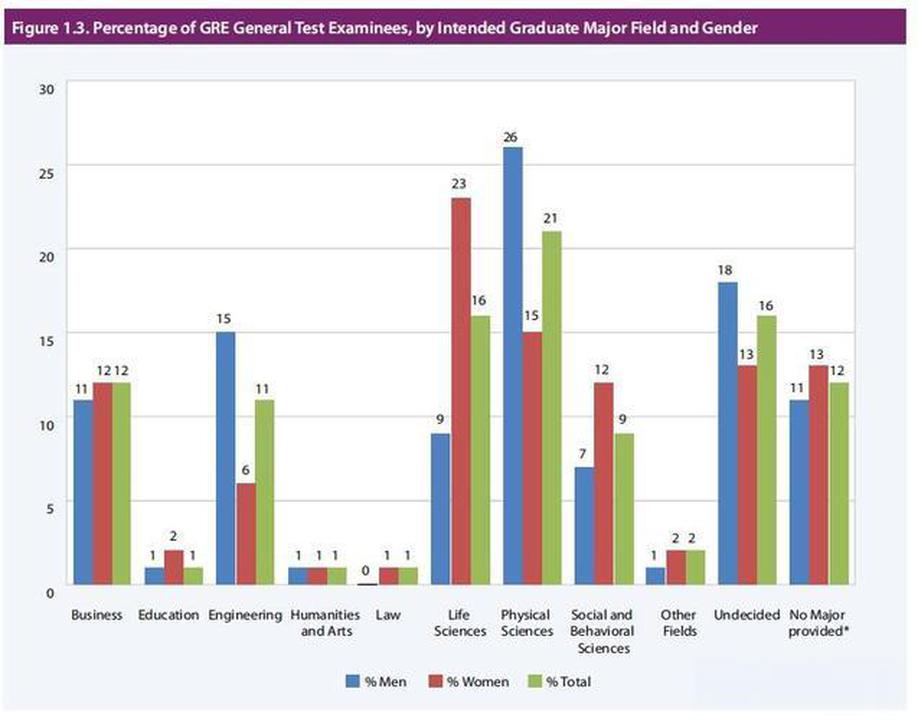 Figure 1.3. Percentage of GRE General Test Examinees, by Intended Graduate Major Field and Gender
30
25
20
15
10
5
0
11 12 12
1 2 1
15 6 11
1 1 1
0 1 1
9 23 16
26 15 21
7 12 9
1 2 2
18 13 16
11 13 12
Business
Education
Engineering
Humanities
and Arts
Law
Life
Sciences
Physical
Sciences
Social and
Behavioral
Sciences
Other
Fields
Undecided
No Major
provided*
% Men % Women % Total